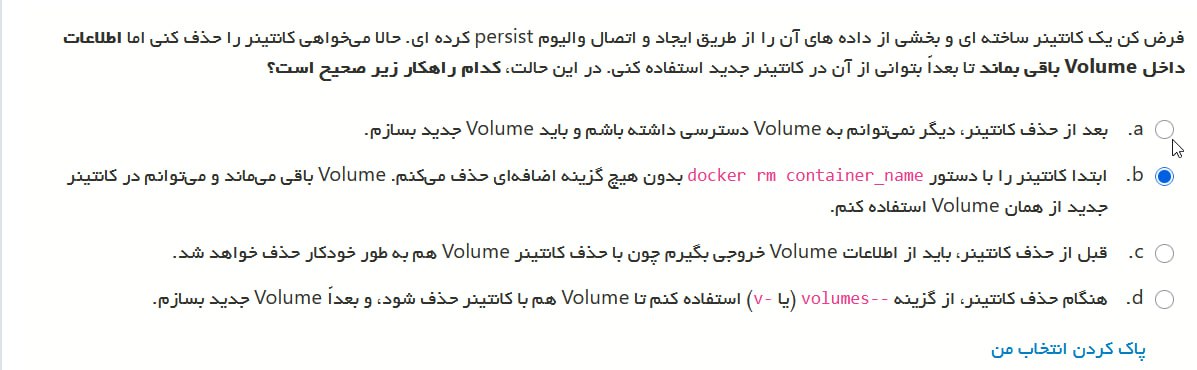 فرض کن یک کانتینر ساخته ای و بخشی از داده های آن را از طریق ایجاد و اتصال والیوم persist کرده ای. حالا می‌خواهی کانتینر را حذف کنی اما اطلاعات
داخل Volume باقی بماند تا بعداً بتوانی از آن در کانتینر جدید استفاده کنی. در این حالت، کدام راهکار زیر صحیح است؟
a. بعد از حذف کانتینر، دیگر نمی‌توانم به Volume دسترسی داشته باشم و باید Volume جدید بسازم.
b. ابتدا کانتینر را با دستور docker rm container_name بدون هیچ گزینه اضافه‌ای حذف می‌کنم. Volume باقی می‌ماند و می‌توانم در کانتینر
جدید از همان Volume استفاده کنم.
c. قبل از حذف کانتینر، باید از اطلاعات Volume خروجی بگیرم چون با حذف کانتینر Volume هم به طور خودکار حذف خواهد شد.
d. هنگام حذف کانتینر، از گزینه --volumes (یا -v) استفاده کنم تا Volume هم با کانتینر حذف شود، و بعداً Volume جدید بسازم.
پاک کردن انتخاب من